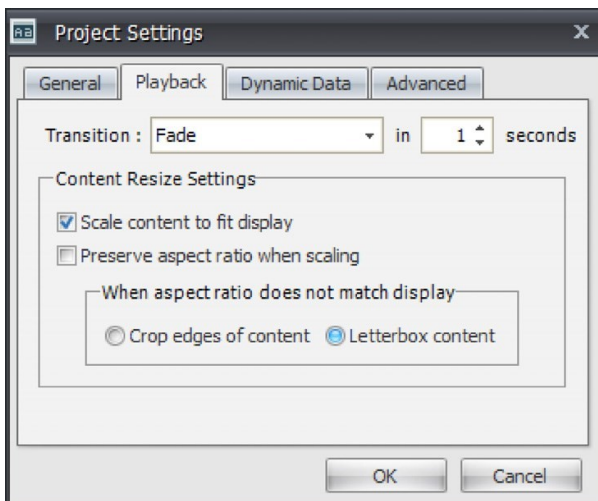 Aa Project Settings x
General Playback Dynamic Data Advanced
Transition : Fade in 1 seconds
Content Resize Settings
Scale content to fit display
Preserve aspect ratio when scaling
When aspect ratio does not match display
Crop edges of content Letterbox content
OK Cancel